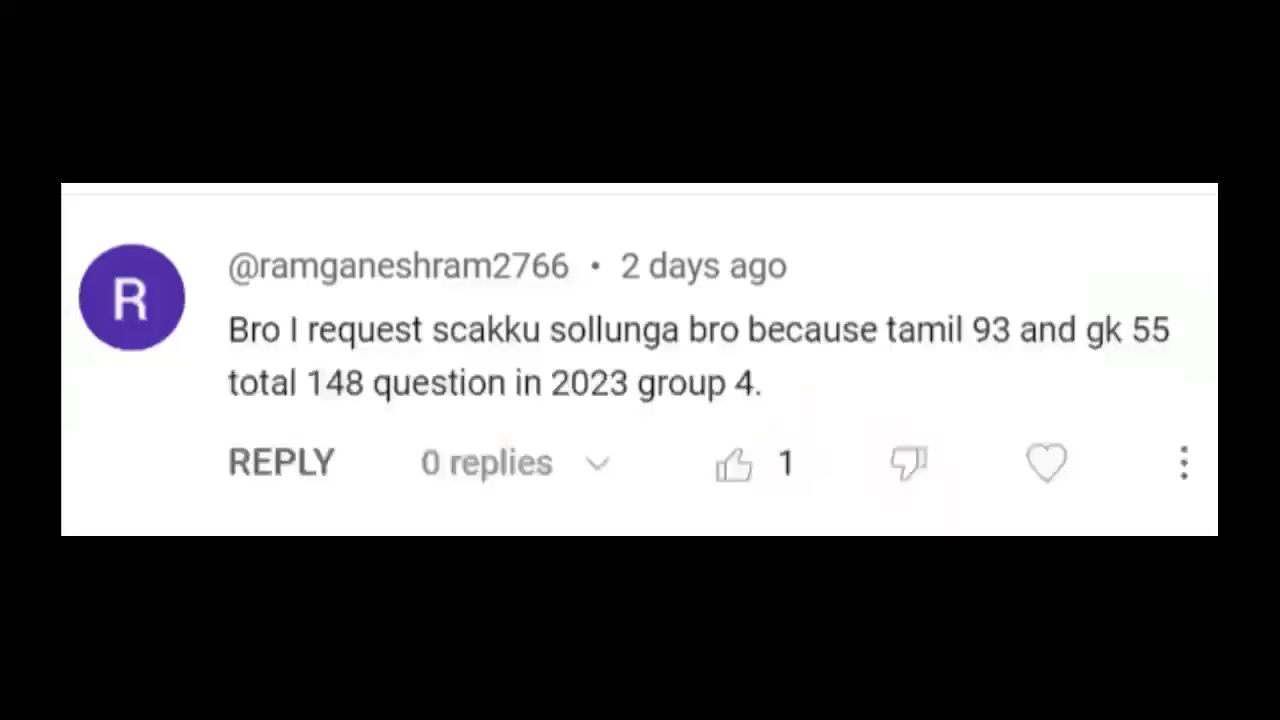 R
@ramganeshram2766 • 2 days ago
Bro I request scakku sollunga bro because tamil 93 and gk 55
total 148 question in 2023 group 4.
REPLY 0 replies 1